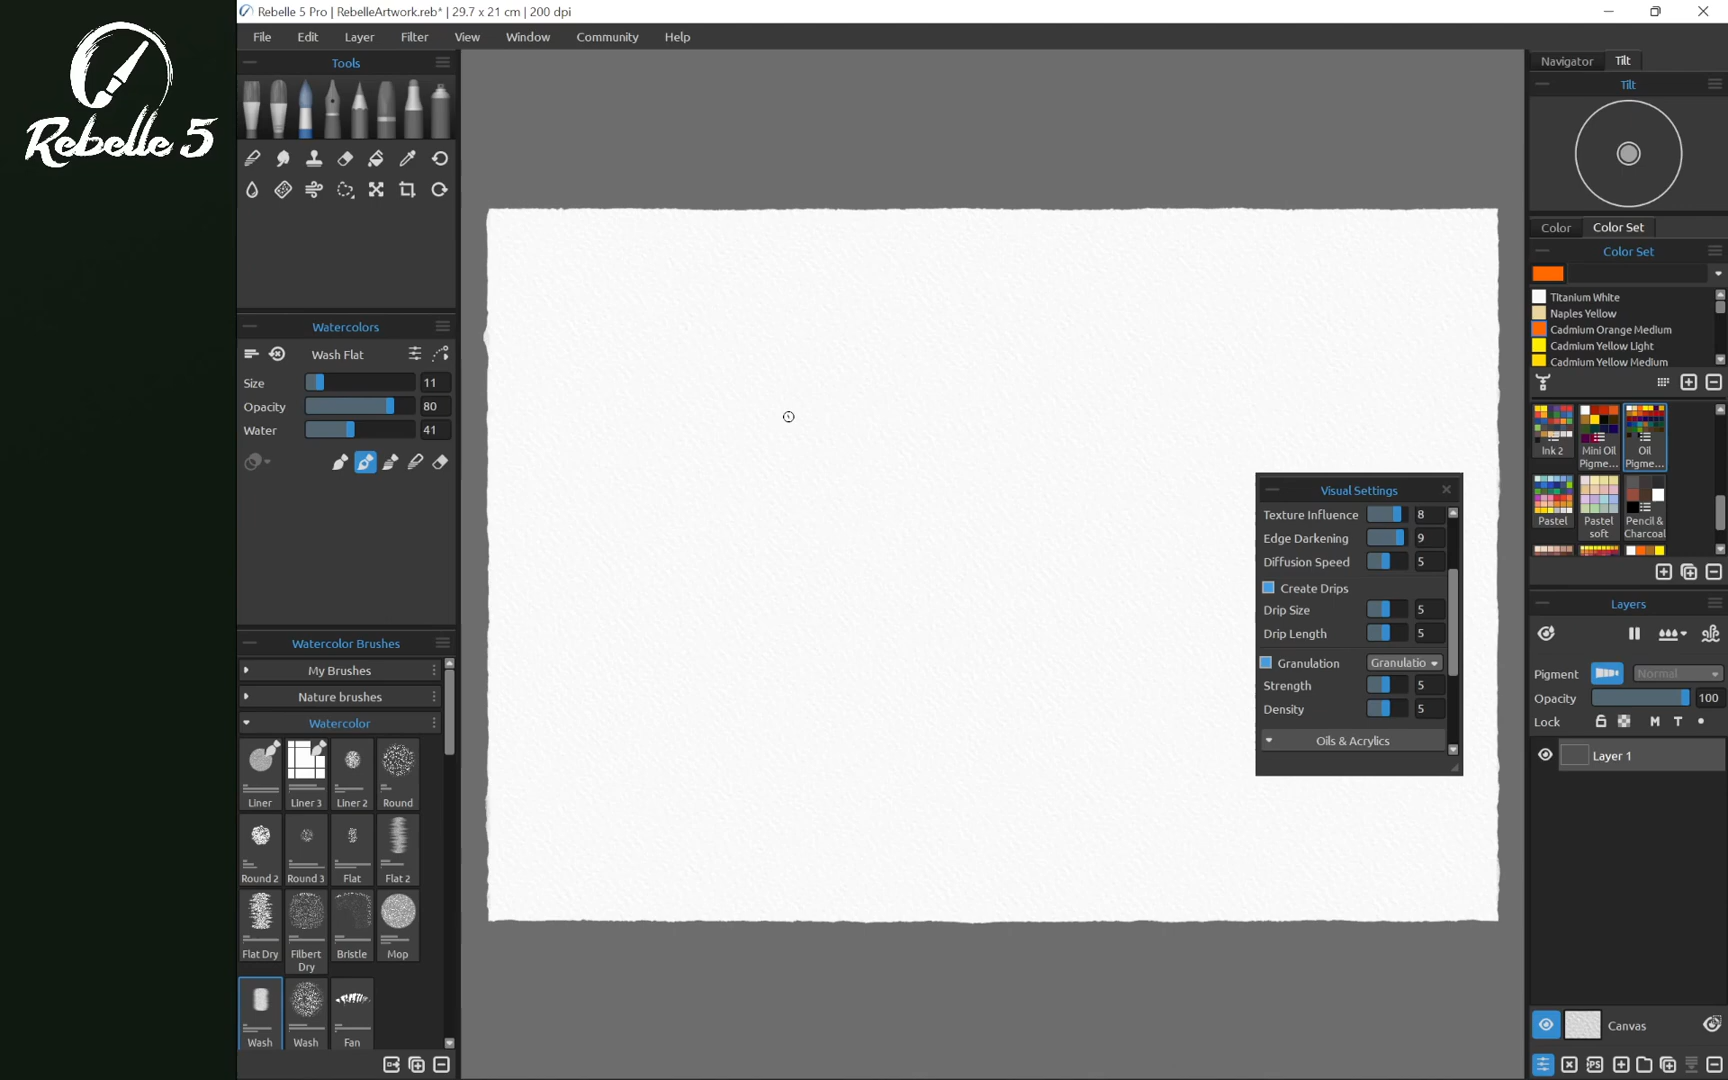 Rebelle 5
Rebelle 5 Pro | RebelleArtwork.reb* | 29.7 x 21 cm | 200 dpi
File Edit Layer Filter View Window Community Help
Tools
Watercolors
Wash Flat
Size 11
Opacity 80
Water 41
Watercolor Brushes
My Brushes
Nature brushes
Watercolor
Liner Liner 3 Liner 2 Round
Round 2 Round 3 Flat Flat 2
Flat Dry Filbert Dry Bristle Mop
Wash Wash Fan
Visual Settings
Texture Influence 8
Edge Darkening 9
Diffusion Speed 5
Create Drips
Drip Size 5
Drip Length 5
Granulation Granulatio
Strength 5
Density 5
Oils & Acrylics
Navigator Tilt
Tilt
Color Color Set
Color Set
Titanium White
Naples Yellow
Cadmium Orange Medium
Cadmium Yellow Light
Cadmium Yellow Medium
Ink 2 Mini Oil Pigme... Oil Pigme...
Pastel Pastel soft Pencil & Charcoal
Layers
Pigment Normal
Opacity 100
Lock M T
Layer 1
Canvas
PS